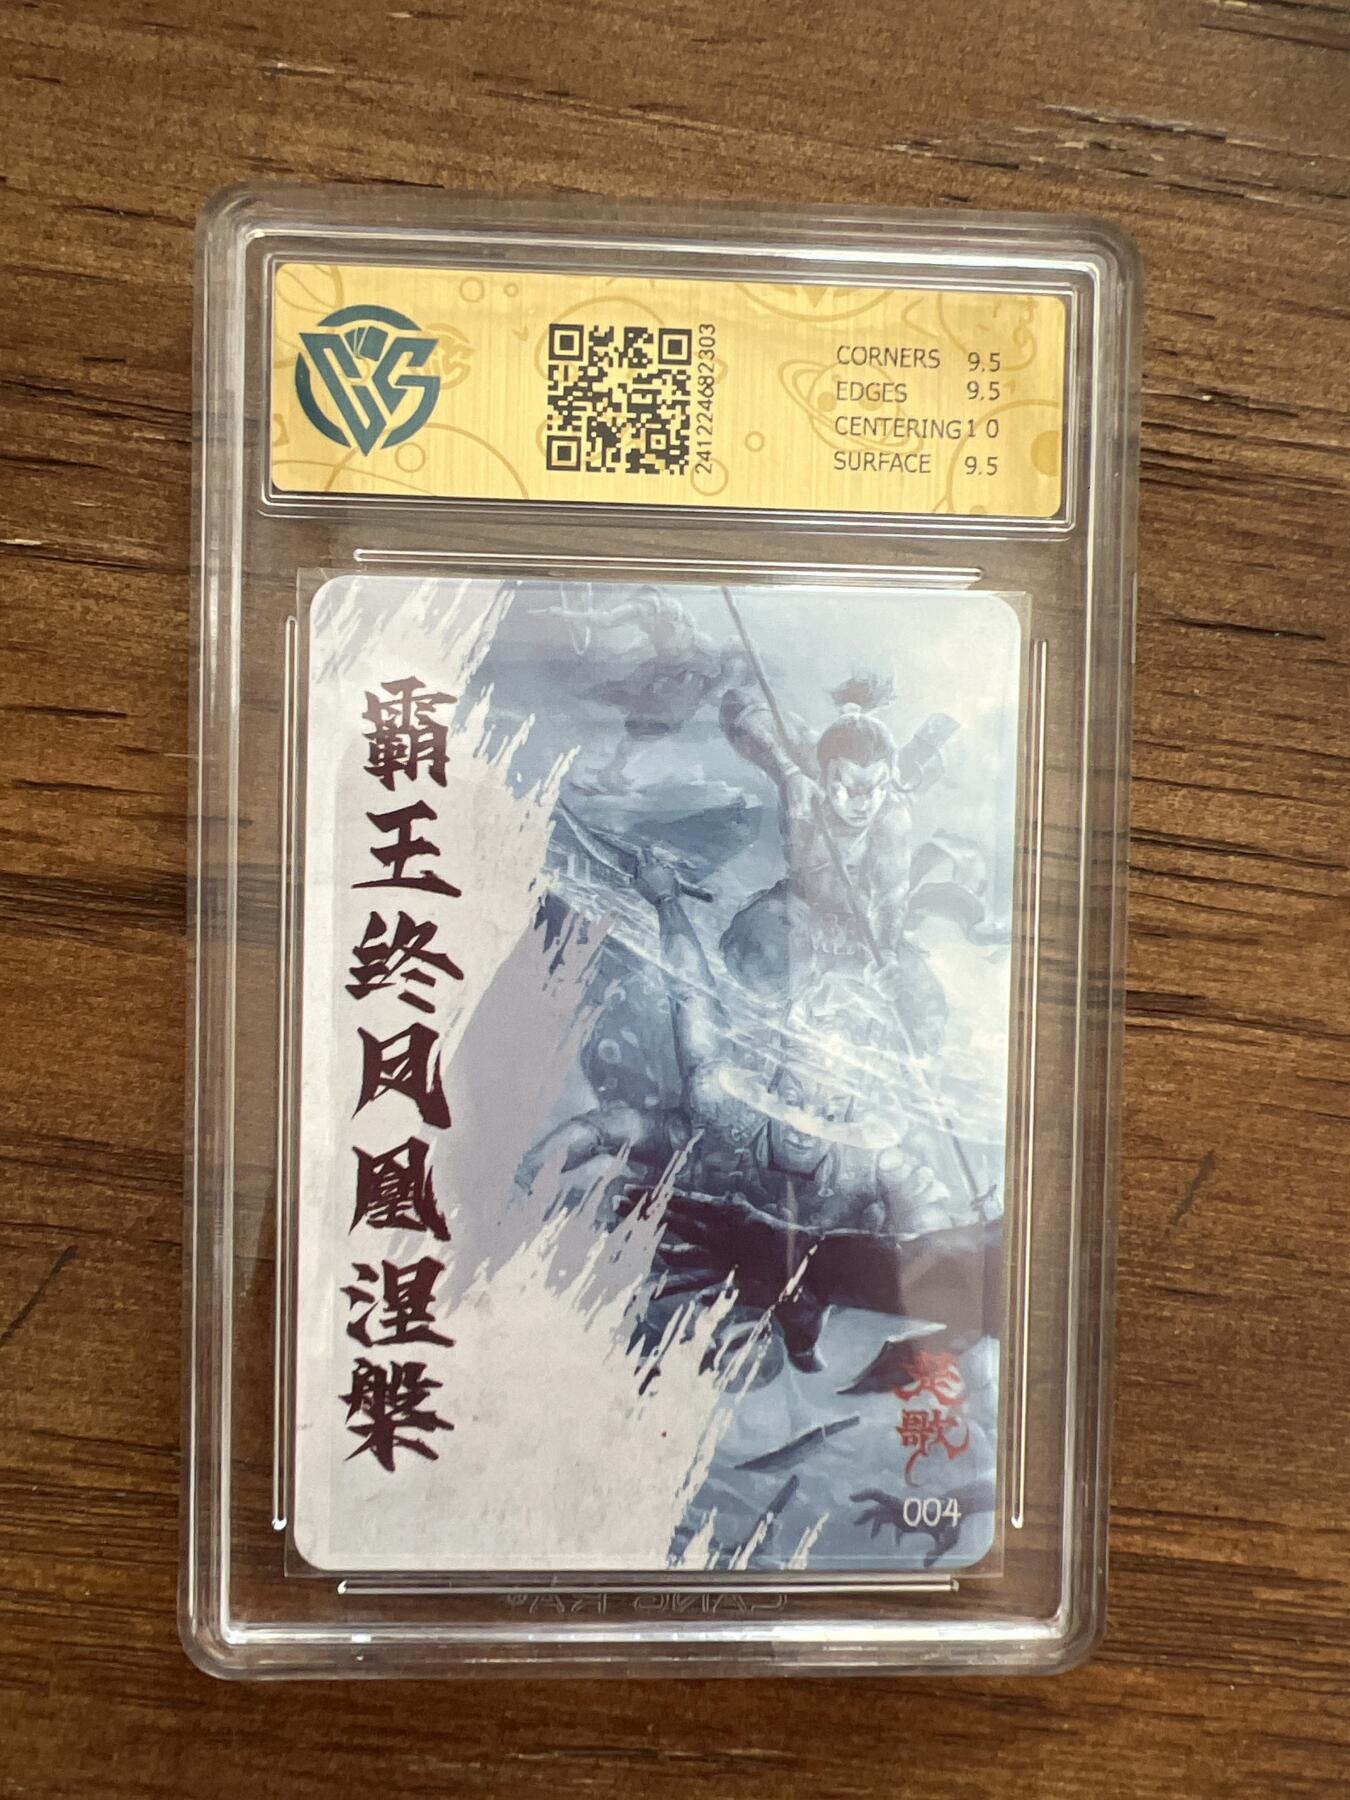 CORNERS 9.5
EDGES 9.5
CENTERING 10
SURFACE 9.5
2412224682303
霸王终凤凰涅槃
楚歌
004